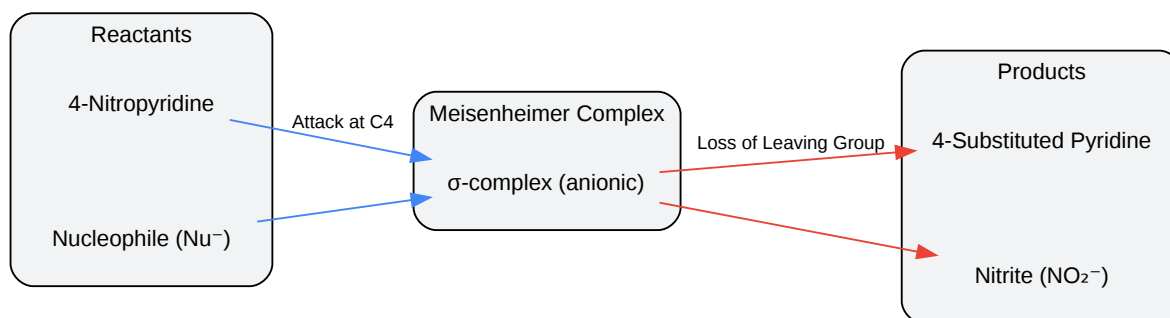 Reactants
4-Nitropyridine
Nucleophile (Nu⁻)
Attack at C4
Meisenheimer Complex
σ-complex (anionic)
Loss of Leaving Group
Products
4-Substituted Pyridine
Nitrite (NO₂⁻)